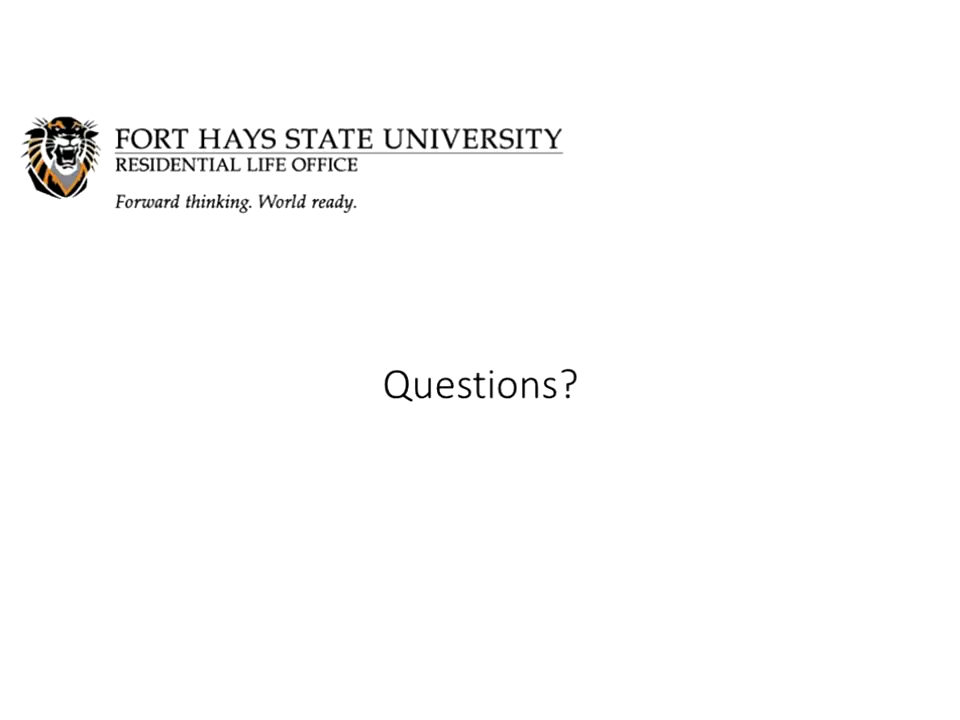 FORT HAYS STATE UNIVERSITY
RESIDENTIAL LIFE OFFICE
Forward thinking. World ready.
Questions?